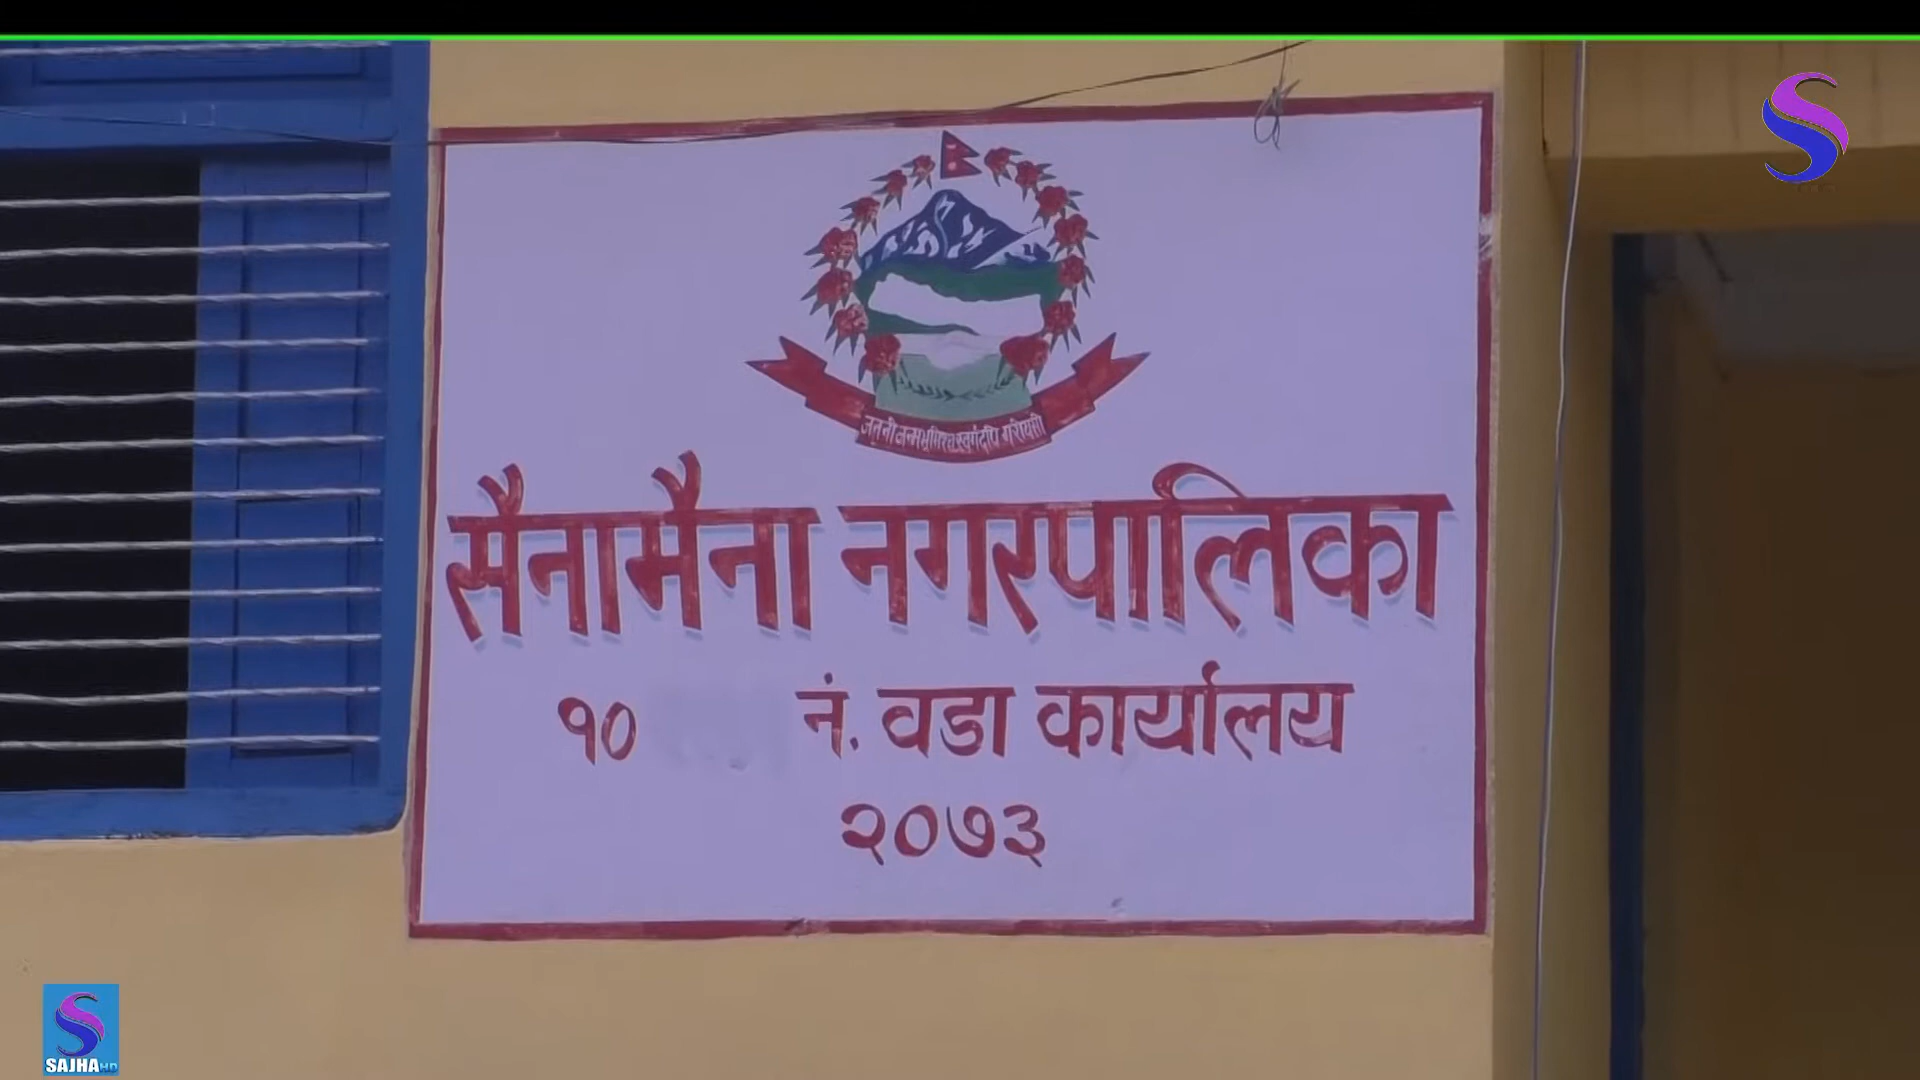 जननी जन्मभूमिश्च स्वर्गादपि गरीयसी
सैनामैना नगरपालिका
१० नं. वडा कार्यालय
२०७३
SAJHA HD